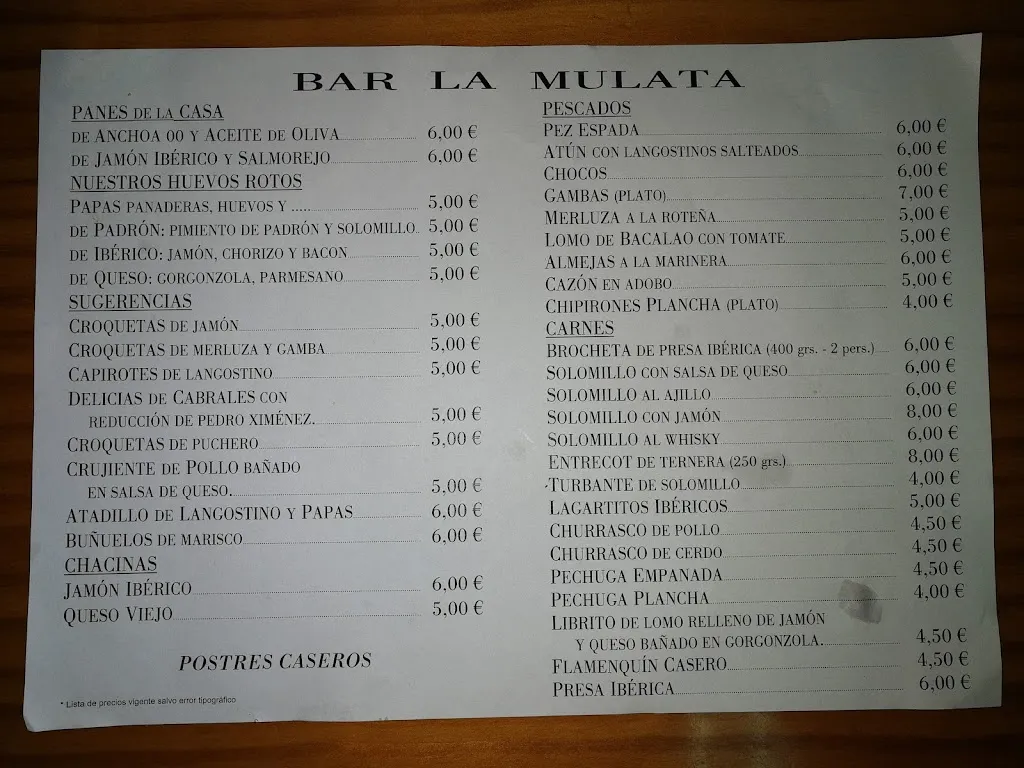 BAR LA MULATA
PANES DE LA CASA
DE ANCHOA 00 Y ACEITE DE OLIVA 6,00 €
DE JAMÓN IBÉRICO Y SALMOREJO 6,00 €
NUESTROS HUEVOS ROTOS
PAPAS PANADERAS, HUEVOS Y ..... 5,00 €
DE PADRÓN: PIMIENTO DE PADRÓN Y SOLOMILLO 5,00 €
DE IBÉRICO: JAMÓN, CHORIZO Y BACON 5,00 €
DE QUESO: GORGONZOLA, PARMESANO 5,00 €
SUGERENCIAS
CROQUETAS DE JAMÓN 5,00 €
CROQUETAS DE MERLUZA Y GAMBA 5,00 €
CAPIROTES DE LANGOSTINO 5,00 €
DELICIAS DE CABRALES CON
REDUCCIÓN DE PEDRO XIMÉNEZ. 5,00 €
CROQUETAS DE PUCHERO 5,00 €
CRUJIENTE DE POLLO BAÑADO
EN SALSA DE QUESO. 5,00 €
ATADILLO DE LANGOSTINO Y PAPAS 6,00 €
BUÑUELOS DE MARISCO 6,00 €
CHACINAS
JAMÓN IBÉRICO 6,00 €
QUESO VIEJO 5,00 €
POSTRES CASEROS
* Lista de precios vigente salvo error tipográfico
PESCADOS
PEZ ESPADA 6,00 €
ATÚN CON LANGOSTINOS SALTEADOS 6,00 €
CHOCOS 6,00 €
GAMBAS (PLATO) 7,00 €
MERLUZA A LA ROTEÑA 5,00 €
LOMO DE BACALAO CON TOMATE 5,00 €
ALMEJAS A LA MARINERA 6,00 €
CAZÓN EN ADOBO 5,00 €
CHIPIRONES PLANCHA (PLATO) 4,00 €
CARNES
BROCHETA DE PRESA IBÉRICA (400 grs. - 2 pers.) 6,00 €
SOLOMILLO CON SALSA DE QUESO 6,00 €
SOLOMILLO AL AJILLO 6,00 €
SOLOMILLO CON JAMÓN 8,00 €
SOLOMILLO AL WHISKY 6,00 €
ENTRECOT DE TERNERA (250 grs.) 8,00 €
-TURBANTE DE SOLOMILLO 4,00 €
LAGARTITOS IBÉRICOS 5,00 €
CHURRASCO DE POLLO 4,50 €
CHURRASCO DE CERDO 4,50 €
PECHUGA EMPANADA 4,50 €
PECHUGA PLANCHA 4,00 €
LIBRITO DE LOMO RELLENO DE JAMÓN
Y QUESO BAÑADO EN GORGONZOLA. 4,50 €
FLAMENQUÍN CASERO 4,50 €
PRESA IBÉRICA 6,00 €